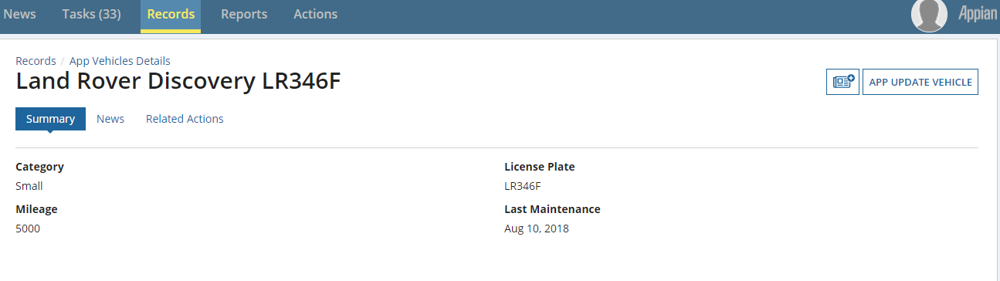 News Tasks (33) Records Reports Actions Appian
Records / App Vehicles Details
Land Rover Discovery LR346F
APP UPDATE VEHICLE
Summary News Related Actions
Category License Plate
Small LR346F
Mileage Last Maintenance
5000 Aug 10, 2018